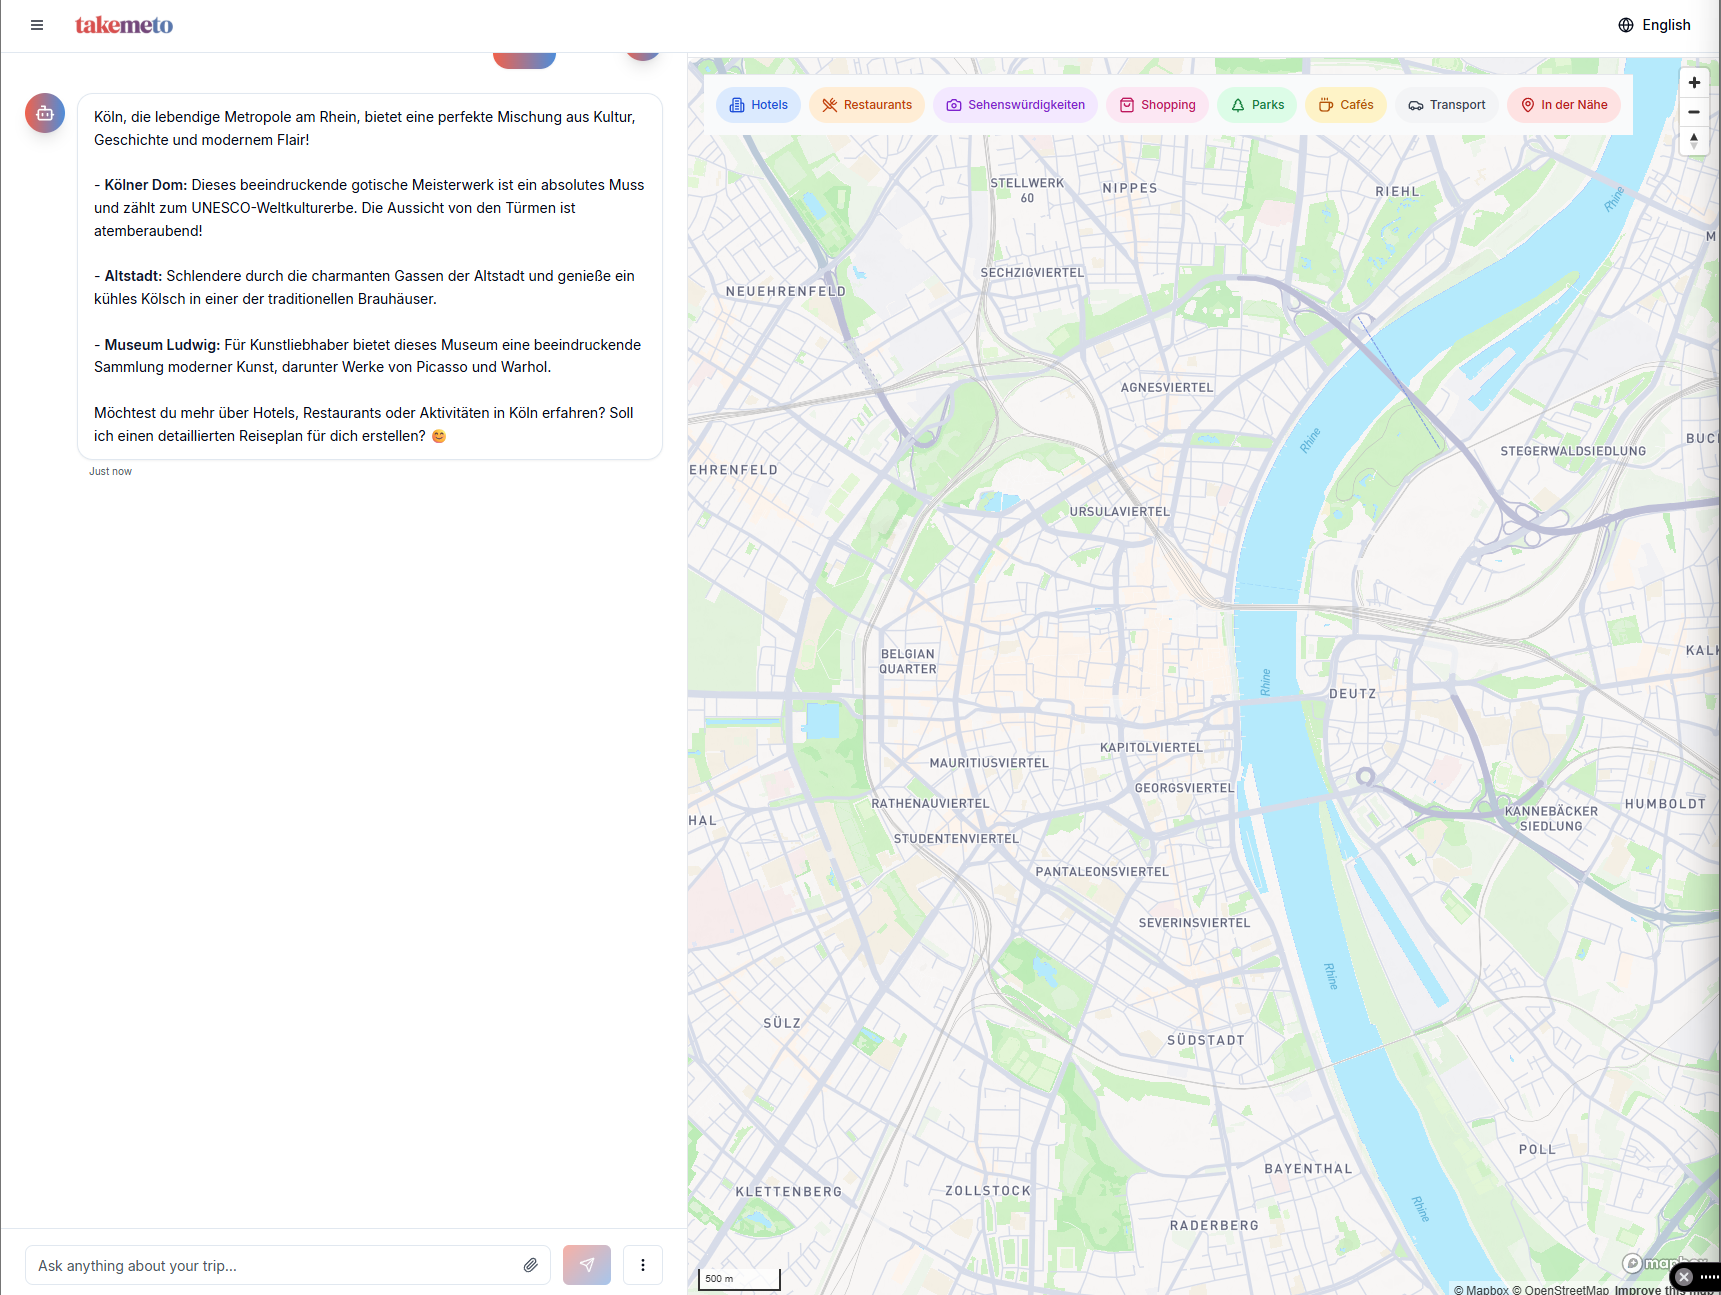 takemeto
English
Köln, die lebendige Metropole am Rhein, bietet eine perfekte Mischung aus Kultur,
Geschichte und modernem Flair!
- Kölner Dom: Dieses beeindruckende gotische Meisterwerk ist ein absolutes Muss
und zählt zum UNESCO-Weltkulturerbe. Die Aussicht von den Türmen ist
atemberaubend!
- Altstadt: Schlendere durch die charmanten Gassen der Altstadt und genieße ein
kühles Kölsch in einer der traditionellen Brauhäuser.
- Museum Ludwig: Für Kunstliebhaber bietet dieses Museum eine beeindruckende
Sammlung moderner Kunst, darunter Werke von Picasso und Warhol.
Möchtest du mehr über Hotels, Restaurants oder Aktivitäten in Köln erfahren? Soll
ich einen detaillierten Reiseplan für dich erstellen? 😊
Just now
Ask anything about your trip...
Hotels
Restaurants
Sehenswürdigkeiten
Shopping
Parks
Cafés
Transport
In der Nähe
STELLWERK
60
NIPPES
RIEHL
Rhine
M
SECHZIGVIERTEL
NEUEHRENFELD
AGNESVIERTEL
Rhine
BUC
STEGERWALDSIEDLUNG
EHRENFELD
URSULAVIERTEL
BELGIAN
QUARTER
KALK
Rhine
DEUTZ
KAPITOLVIERTEL
MAURITIUSVIERTEL
GEORGSVIERTEL
RATHENAUVIERTEL
HUMBOLDT
KANNEBÄCKER
SIEDLUNG
HAL
STUDENTENVIERTEL
PANTALEONSVIERTEL
SEVERINSVIERTEL
Rhine
SÜLZ
SÜDSTADT
POLL
BAYENTHAL
KLETTENBERG
ZOLLSTOCK
Rhine
RADERBERG
mapbox
500 m
© Mapbox © OpenStreetMap Improve this map